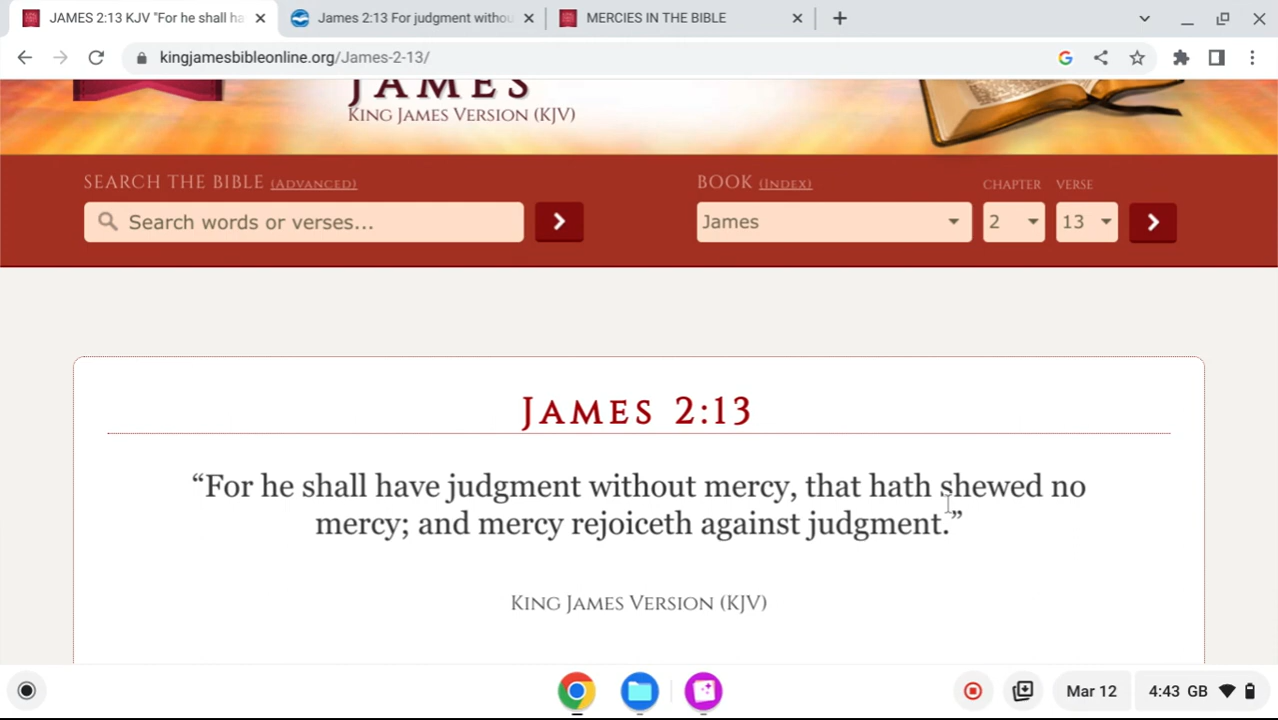 JAMES 2:13 KJV "For he shall ha
James 2:13 For judgment withou
MERCIES IN THE BIBLE
kingjamesbibleonline.org/James-2-13/
JAMES
KING JAMES VERSION (KJV)
SEARCH THE BIBLE (ADVANCED)
BOOK (INDEX)
CHAPTER
VERSE
Search words or verses...
James
2
13
JAMES 2:13
“For he shall have judgment without mercy, that hath shewed no
mercy; and mercy rejoiceth against judgment.”
KING JAMES VERSION (KJV)
Mar 12
4:43 GB